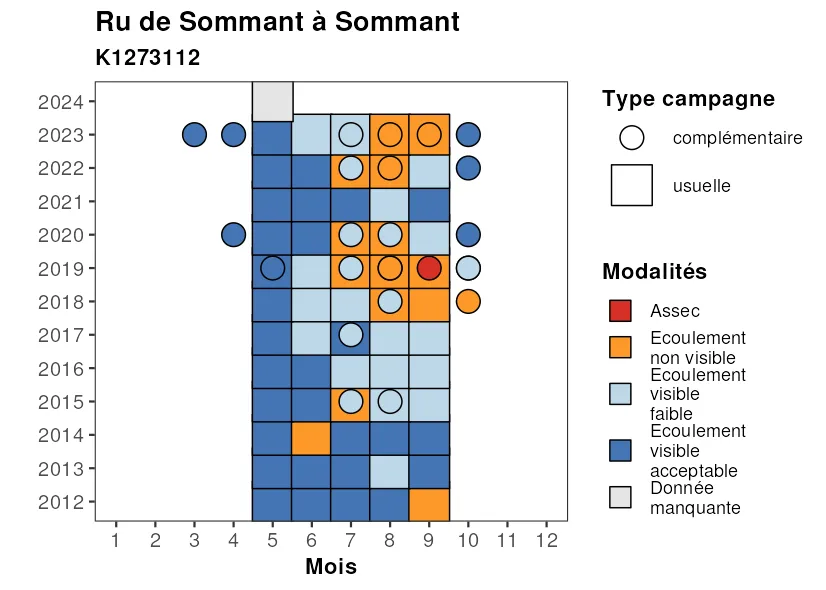 Ru de Sommant à Sommant
K1273112
2024
2023
2022
2021
2020
2019
2018
2017
2016
2015
2014
2013
2012
1 2 3 4 5 6 7 8 9 10 11 12
Mois
Type campagne
complémentaire
usuelle
Modalités
Assec
Ecoulement
non visible
Ecoulement
visible
faible
Ecoulement
visible
acceptable
Donnée
manquante